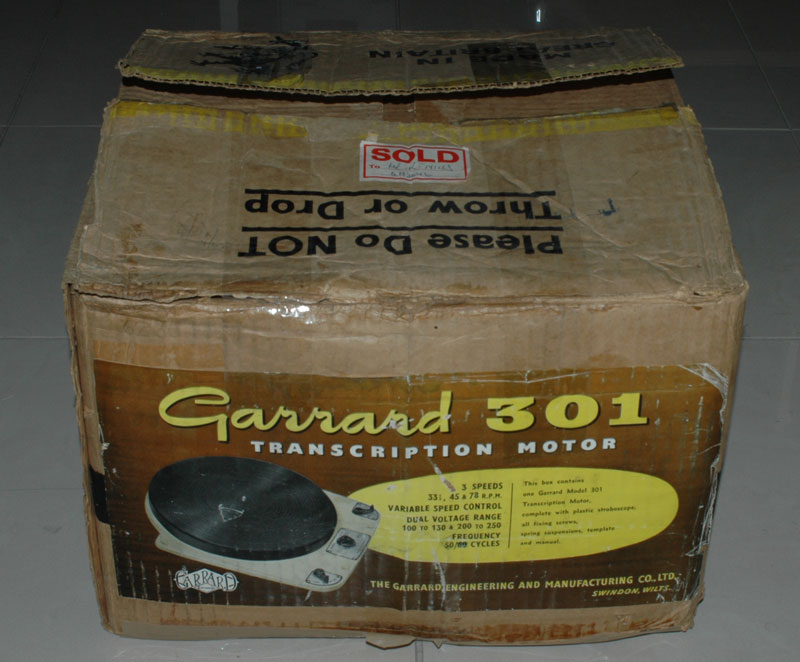 MADE IN
GREAT BRITAIN
SOLD
TO
Please Do NOT
Throw or Drop
Garrard 301
TRANSCRIPTION MOTOR
3 SPEEDS
33⅓, 45 & 78 R.P.M.
VARIABLE SPEED CONTROL
DUAL VOLTAGE RANGE
100 TO 130 & 200 TO 250
FREQUENCY
CYCLES
This box contains
one Garrard Model 301
Transcription Motor,
complete with plastic stroboscope,
all fixing screws,
spring suspensions, template
and manual.
GARRARD
THE GARRARD ENGINEERING AND MANUFACTURING CO., LTD.
SWINDON, WILTS.